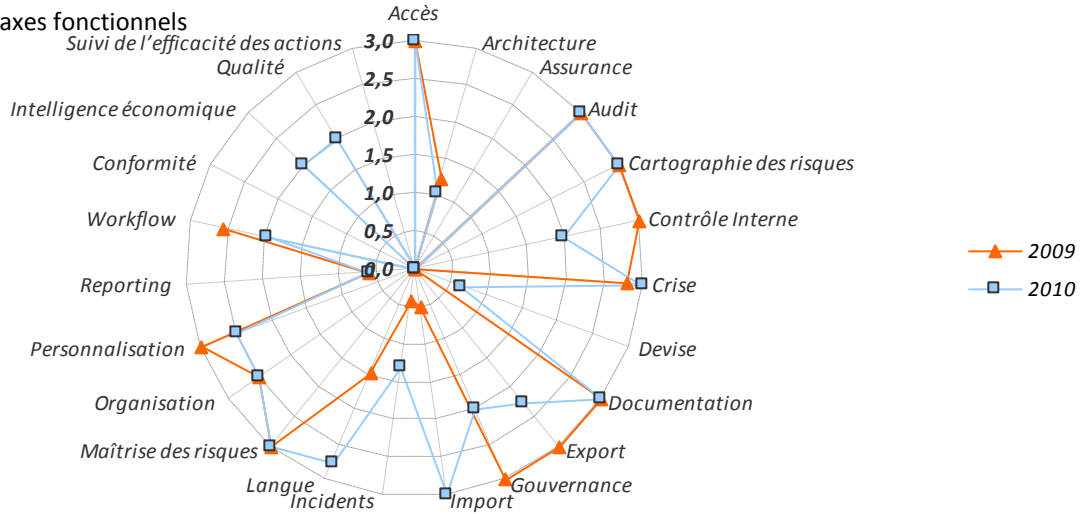 axes fonctionnels
Accès
Suivi de l'efficacité des actions
3,0
Architecture
Qualité
2,5
Assurance
Intelligence économique
2,0
Audit
Conformité
1,5
Cartographie des risques
Workflow
1,0
Contrôle Interne
0,5
2009
Reporting
0,0
Crise
2010
Personnalisation
Devise
Organisation
Documentation
Maîtrise des risques
Export
Langue
Gouvernance
Incidents
Import